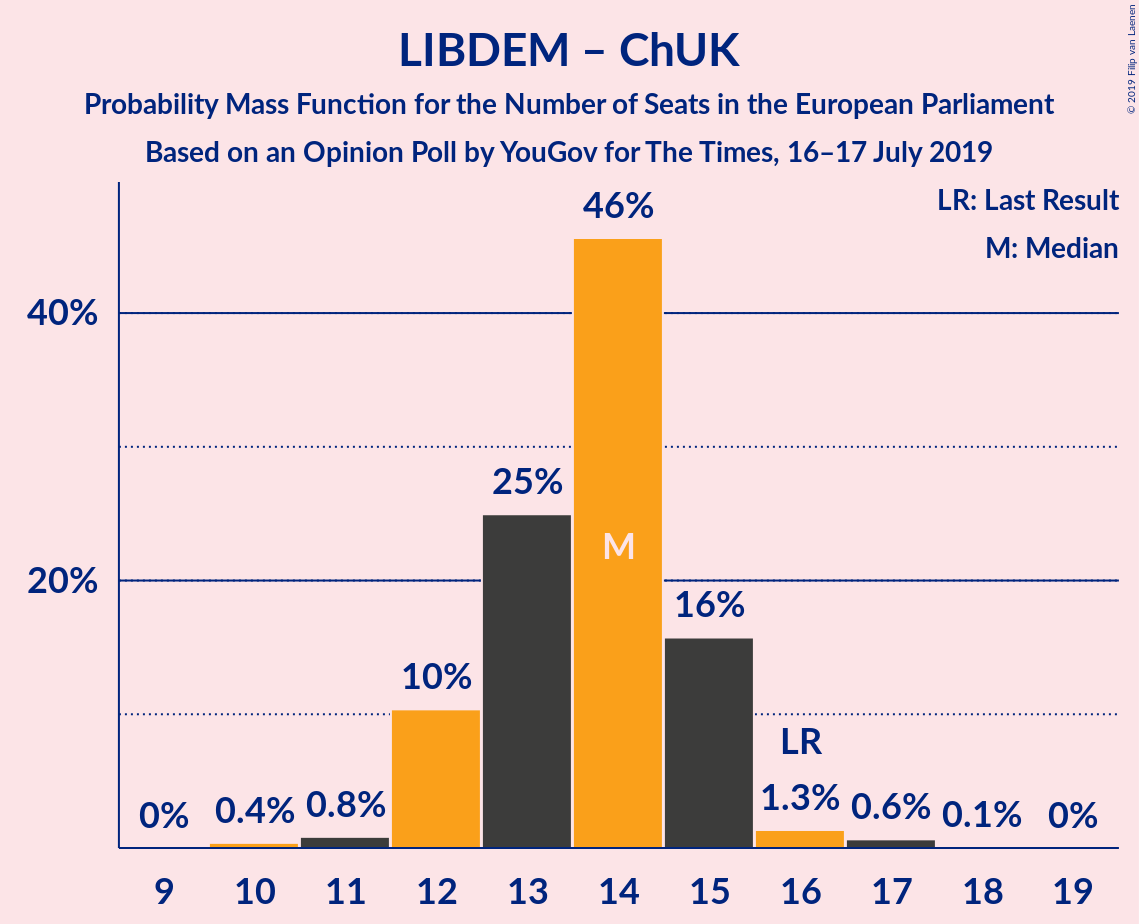 LIBDEM – ChUK
Probability Mass Function for the Number of Seats in the European Parliament
Based on an Opinion Poll by YouGov for The Times, 16–17 July 2019
© 2019 Filip van Laenen
LR: Last Result
M: Median
40%
20%
0%
0.4%
0.8%
10%
25%
46%
M
16%
LR
1.3%
0.6%
0.1%
0%
9 10 11 12 13 14 15 16 17 18 19